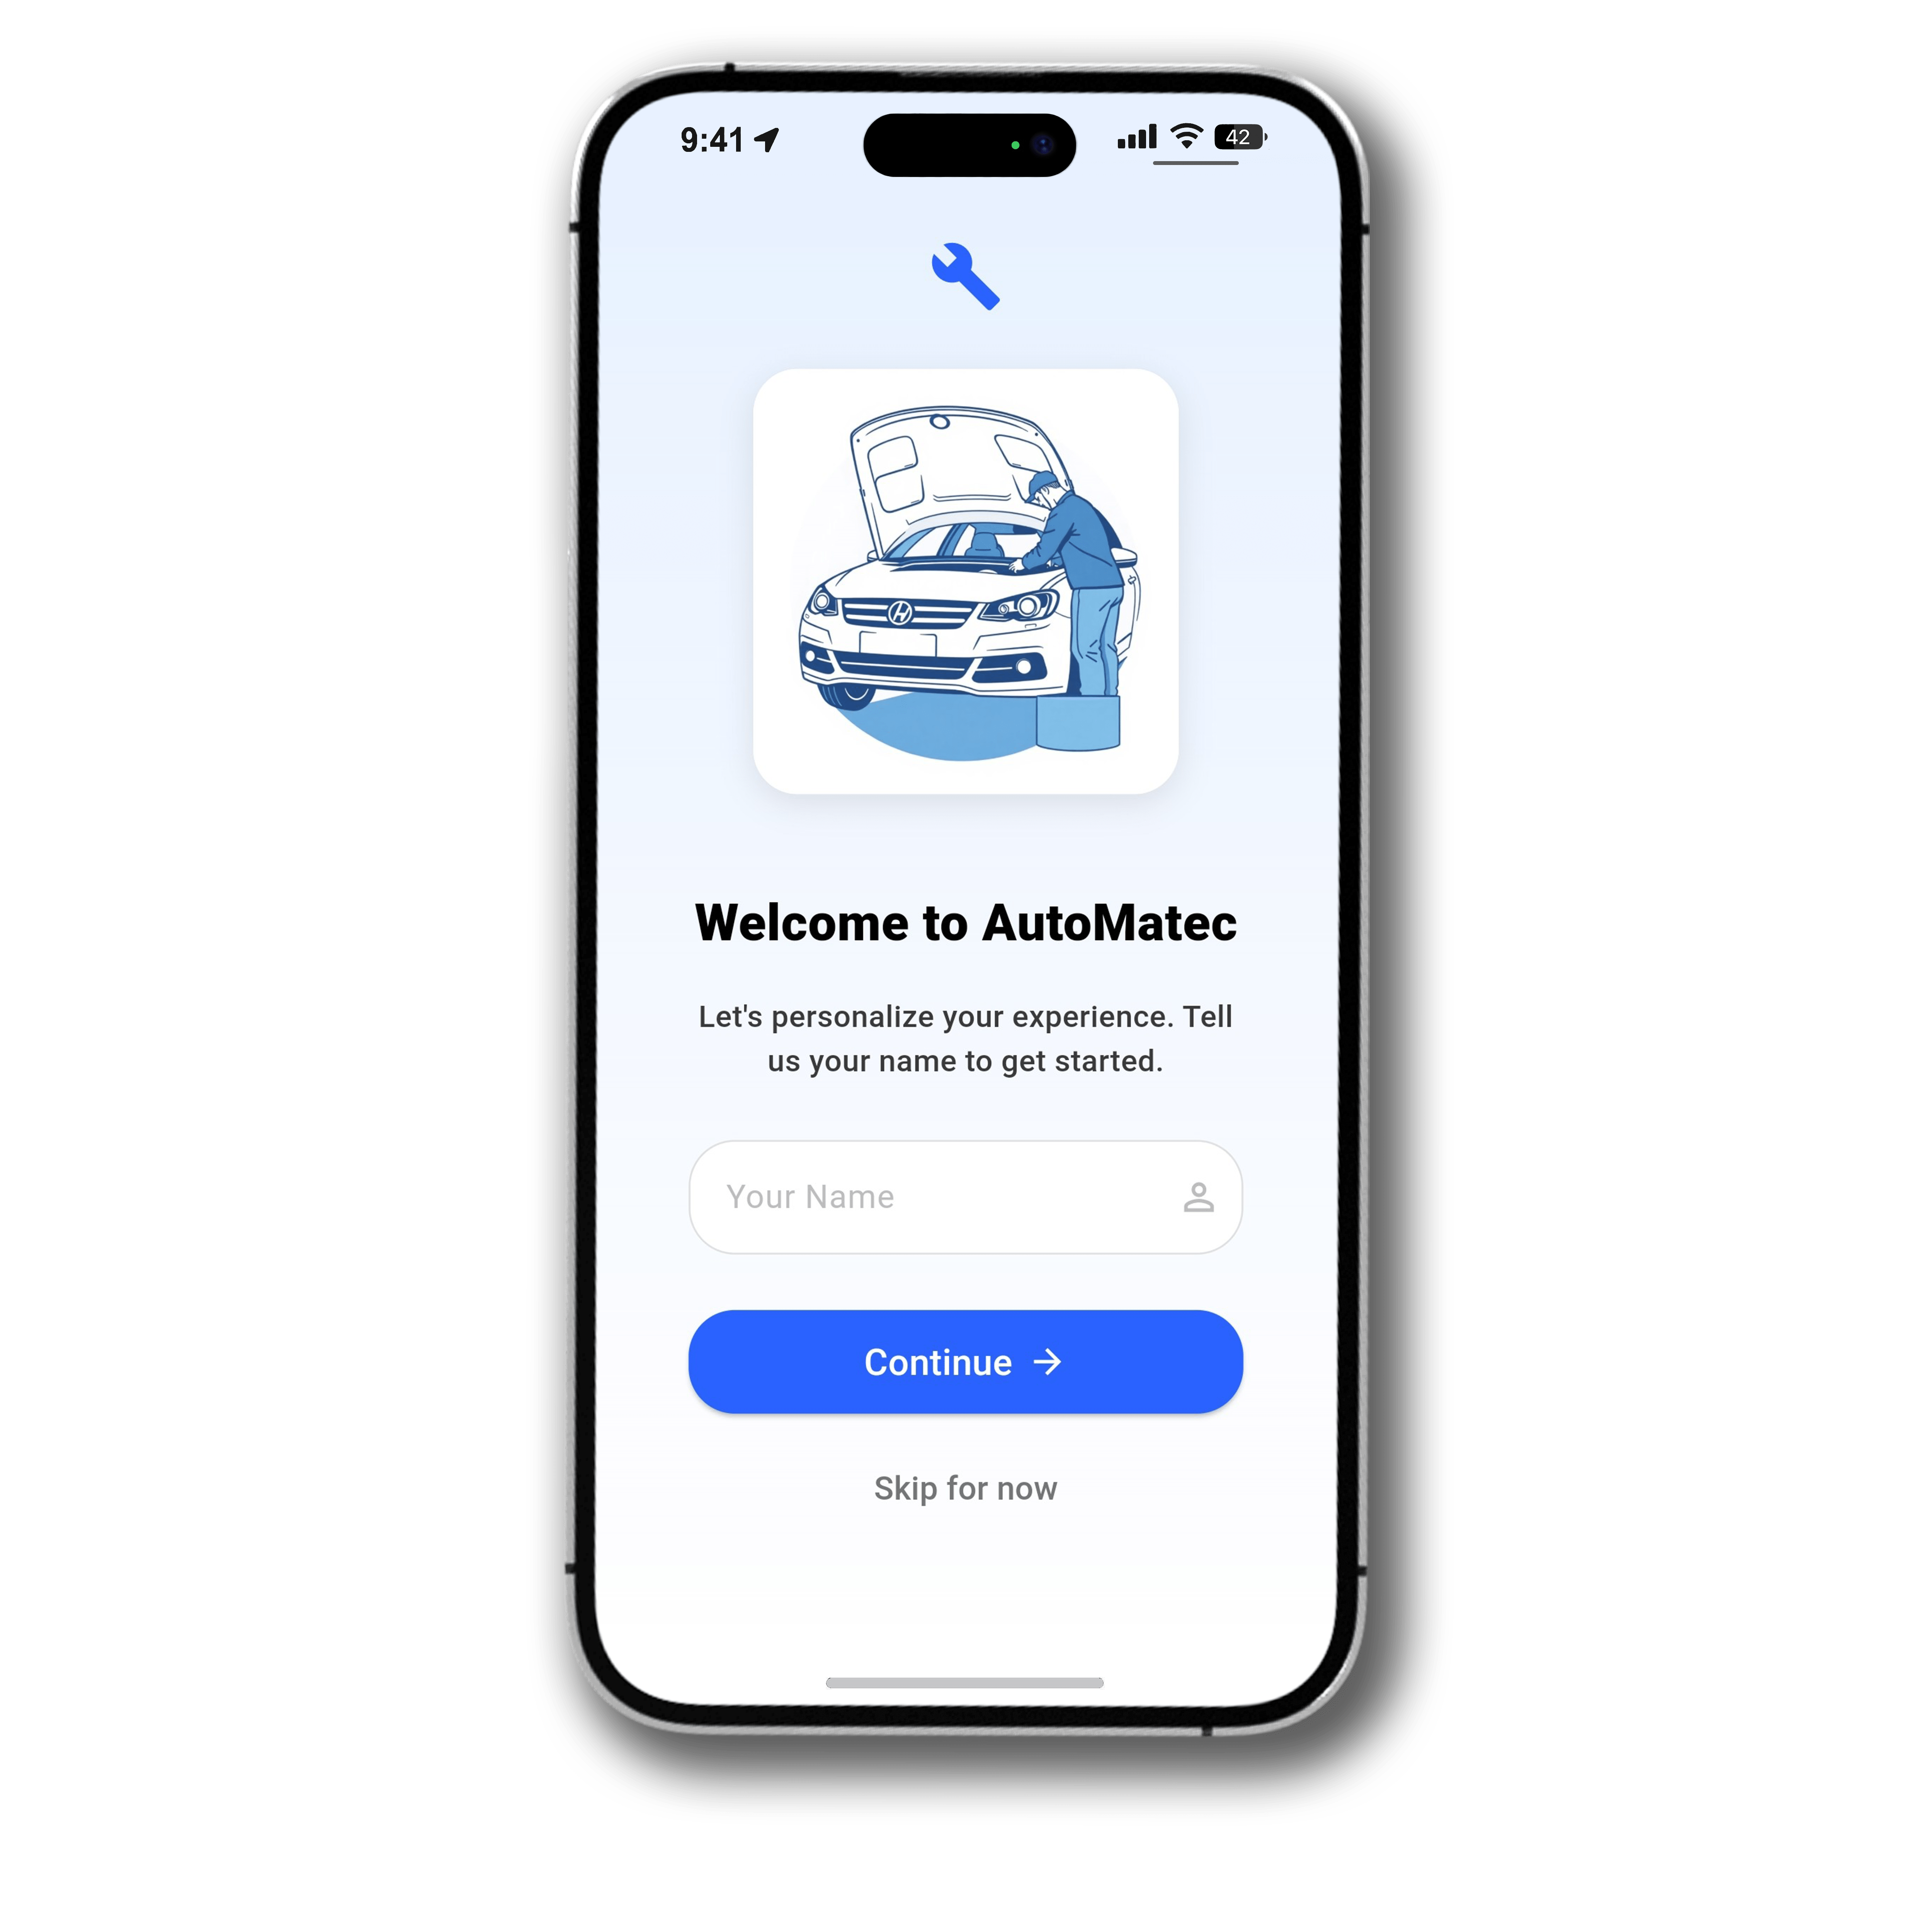 9:41
42
Welcome to AutoMatec
Let's personalize your experience. Tell
us your name to get started.
Your Name
Continue
Skip for now